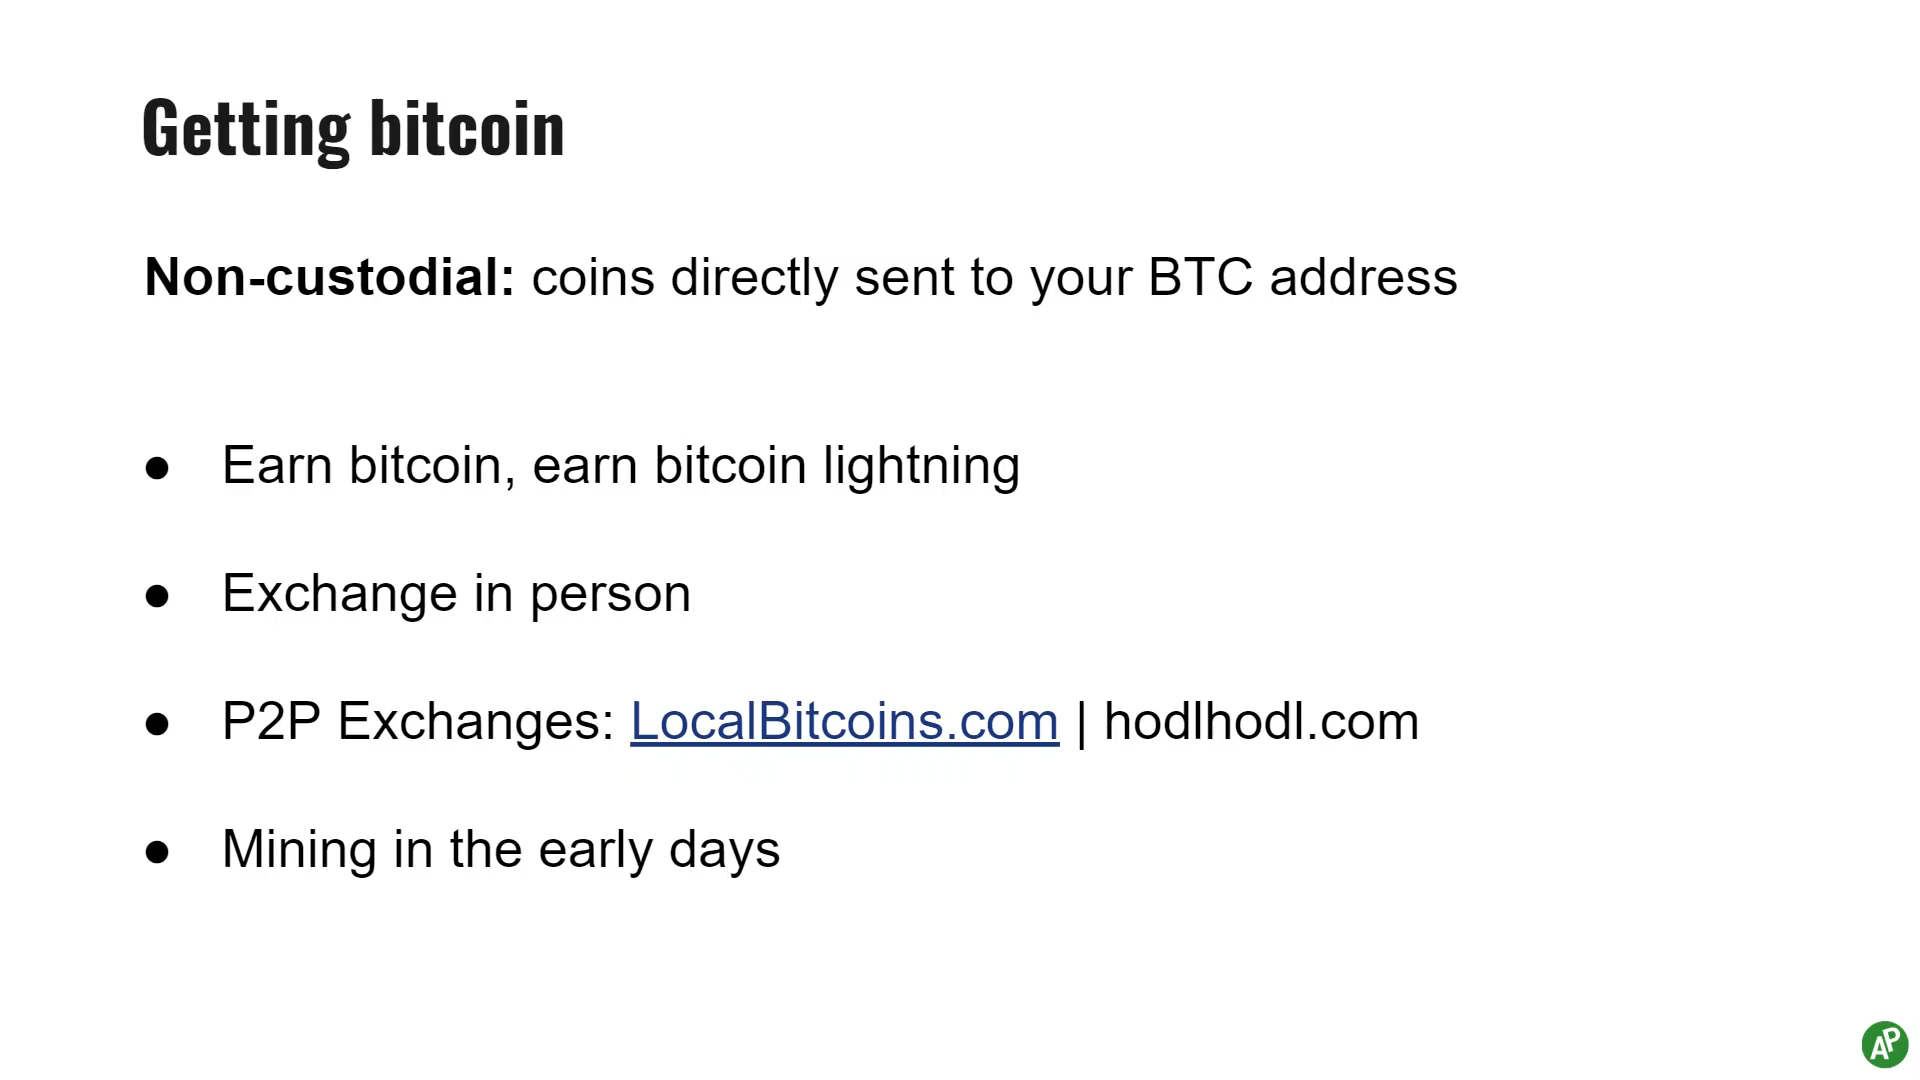 Getting bitcoin
Non-custodial: coins directly sent to your BTC address
● Earn bitcoin, earn bitcoin lightning
● Exchange in person
● P2P Exchanges: LocalBitcoins.com | hodlhodl.com
● Mining in the early days
AP